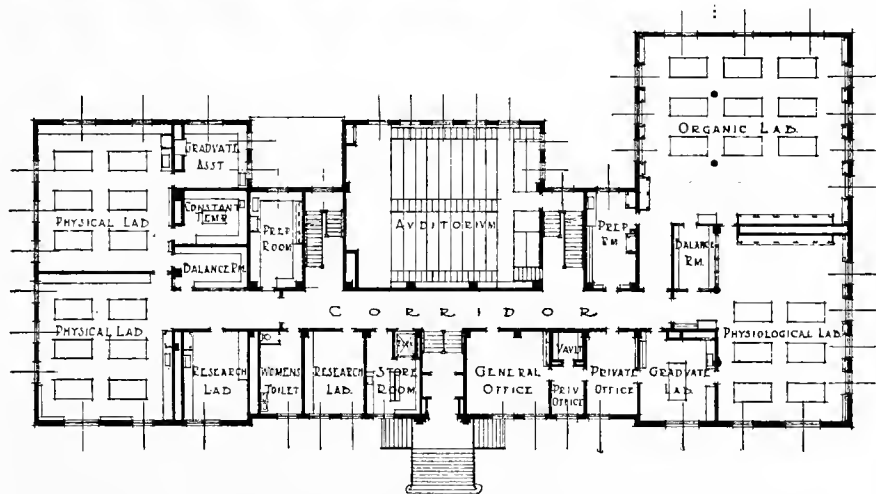 ORGANIC LAB.
GRADUATE
ASST
CONSTANT
TEMP.
PHYSICAL LAB
PREP
ROOM
AUDITORIUM
PREP
RM.
BALANCE RM.
BALANCE
RM.
CORRIDOR
PHYSICAL LAB
RESEARCH
LAB
WOMENS
TOILET
RESEARCH
LAB.
STORE
ROOM
GENERAL
OFFICE
VAULT
PRIV
OFFICE
PRIVATE
OFFICE
GRADUATE
LAB.
PHYSIOLOGICAL LAB.